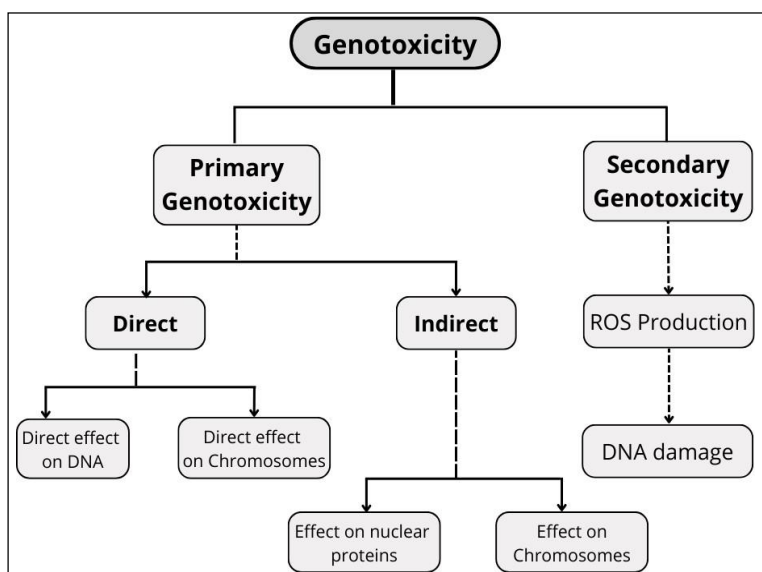 Genotoxicity
Primary
Genotoxicity
Secondary
Genotoxicity
Direct
Indirect
ROS Production
Direct effect
on DNA
Direct effect
on Chromosomes
DNA damage
Effect on nuclear
proteins
Effect on
Chromosomes